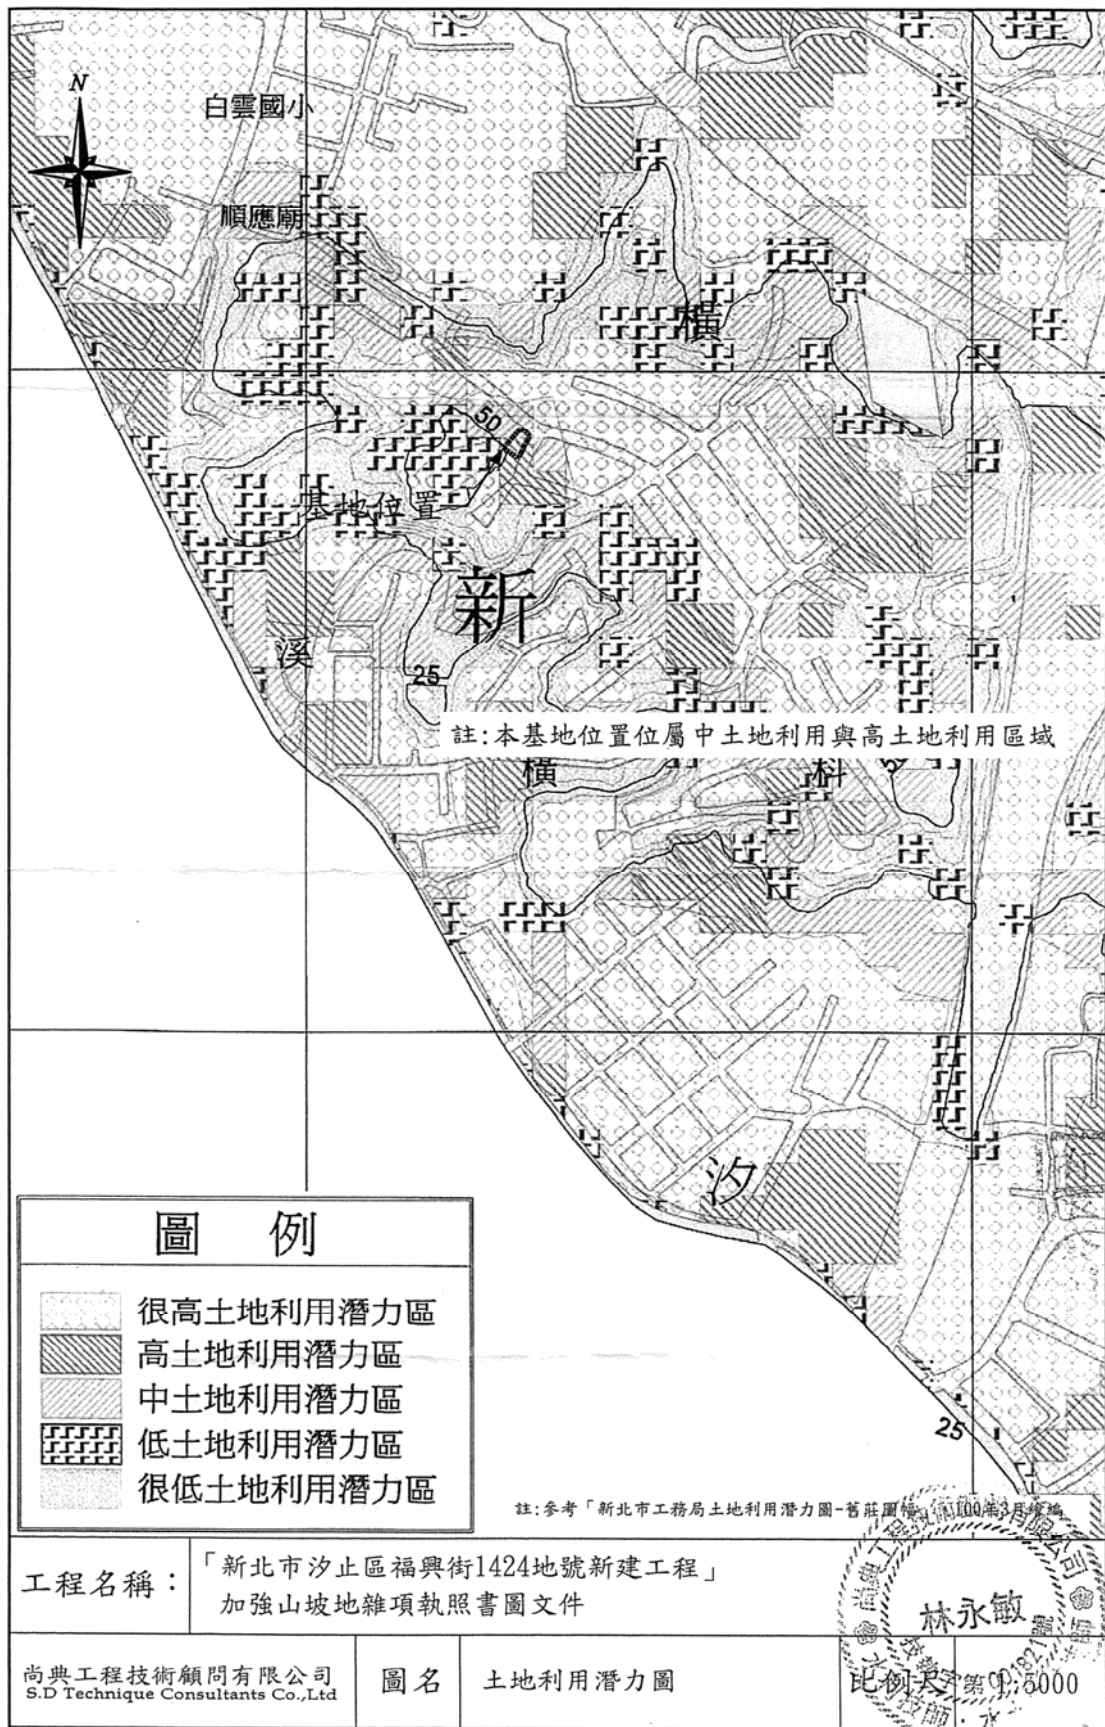 N
白雲國小
順應廟
橫
50
基地位置
新
溪
25
註:本基地位置位屬中土地利用與高土地利用區域
橫
科
汐
圖 例
很高土地利用潛力區
高土地利用潛力區
中土地利用潛力區
低土地利用潛力區
很低土地利用潛力區
25
註:參考「新北市工務局土地利用潛力圖-舊莊圖幅
100年3月
工程名稱：
「新北市汐止區福興街1424地號新建工程」
加強山坡地雜項執照書圖文件
林永敏
尚典工程技術顧問有限公司
S.D Technique Consultants Co.,Ltd
圖名
土地利用潛力圖
比例尺
1:5000